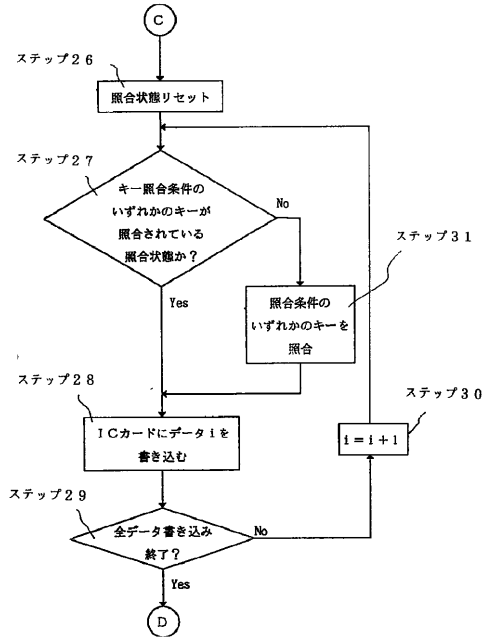 C
ステップ26
照合状態リセット
ステップ27
キー照合条件の
いずれかのキーが
照合されている
照合状態か?
No
Yes
ステップ31
照合条件の
いずれかのキーを
照合
ステップ28
ICカードにデータiを
書き込む
ステップ30
i=i+1
ステップ29
全データ書き込み
終了?
No
Yes
D